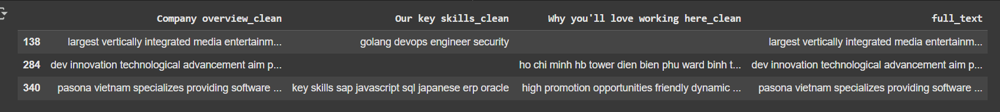 Company overview_clean Our key skills_clean Why you'll love working here_clean full_text
138 largest vertically integrated media entertainm... golang devops engineer security largest vertically integrated media entertainm...
284 dev innovation technological advancement aim p... ho chi minh hb tower dien bien phu ward binh t... dev innovation technological advancement aim p...
340 pasona vietnam specializes providing software ... key skills sap javascript sql japanese erp oracle high promotion opportunities friendly dynamic ... pasona vietnam specializes providing software ...